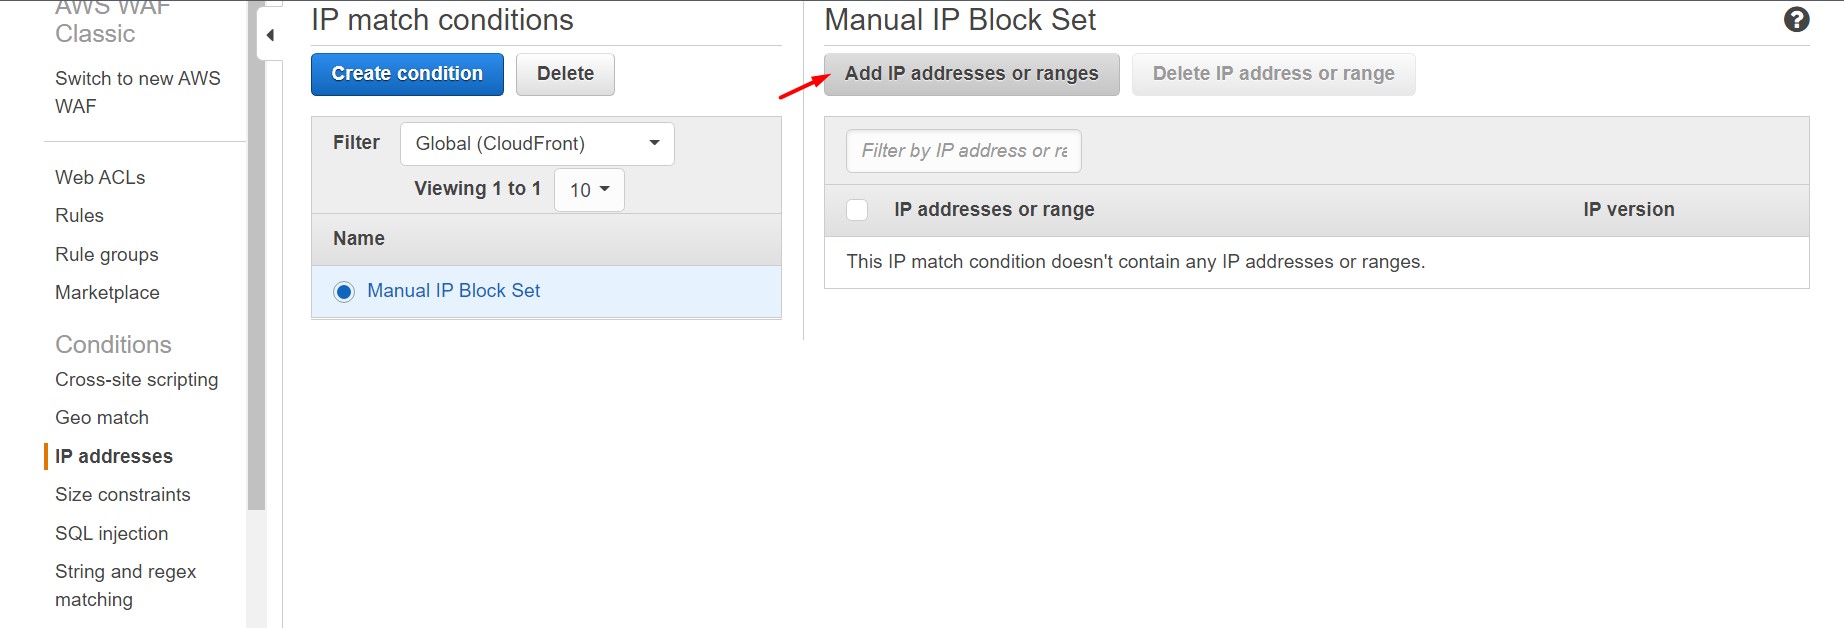 AWS WAF
Classic
Switch to new AWS
WAF
Web ACLs
Rules
Rule groups
Marketplace
Conditions
Cross-site scripting
Geo match
IP addresses
Size constraints
SQL injection
String and regex
matching
IP match conditions
Create condition
Delete
Filter
Global (CloudFront)
Viewing 1 to 1
10
Name
Manual IP Block Set
Manual IP Block Set
?
Add IP addresses or ranges
Delete IP address or range
Filter by IP address or ra
IP addresses or range
IP version
This IP match condition doesn't contain any IP addresses or ranges.